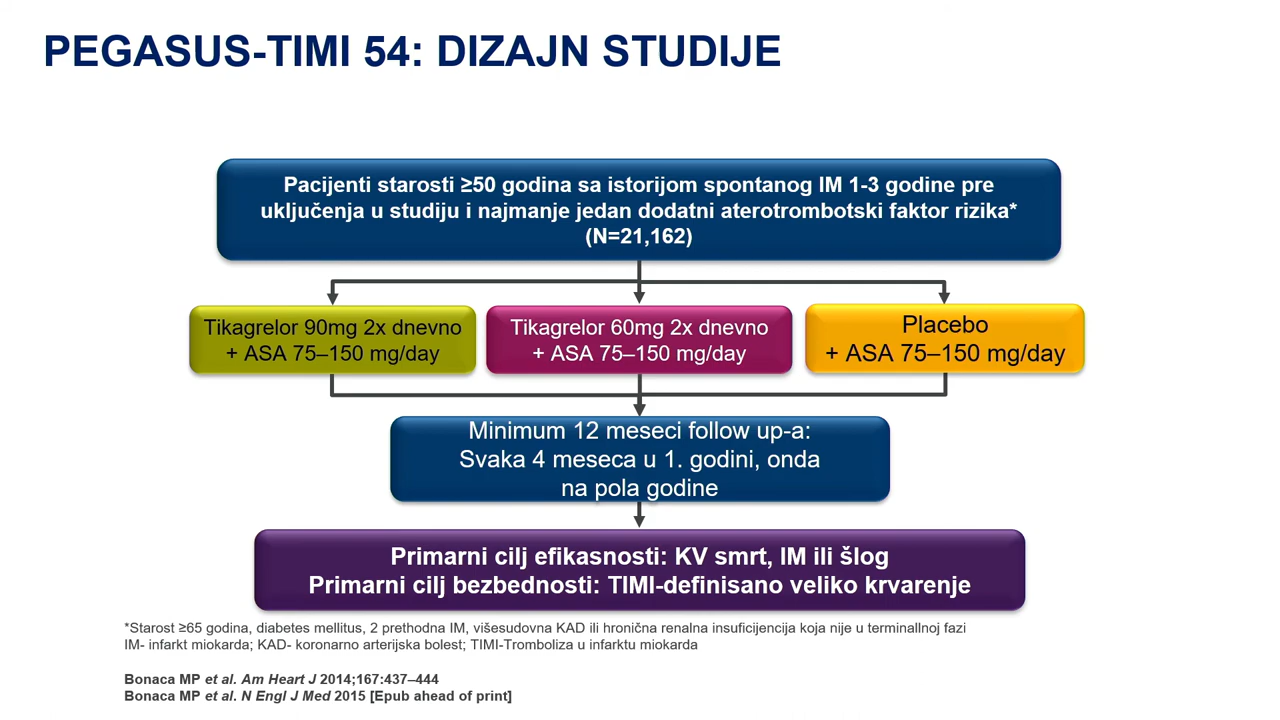 PEGASUS-TIMI 54: DIZAJN STUDIJE
Pacijenti starosti ≥50 godina sa istorijom spontanog IM 1-3 godine pre
uključenja u studiju i najmanje jedan dodatni aterotrombotski faktor rizika*
(N=21,162)
Tikagrelor 90mg 2x dnevno
+ ASA 75–150 mg/day
Tikagrelor 60mg 2x dnevno
+ ASA 75–150 mg/day
Placebo
+ ASA 75–150 mg/day
Minimum 12 meseci follow up-a:
Svaka 4 meseca u 1. godini, onda
na pola godine
Primarni cilj efikasnosti: KV smrt, IM ili šlog
Primarni cilj bezbednosti: TIMI-definisano veliko krvarenje
*Starost ≥65 godina, diabetes mellitus, 2 prethodna IM, višesudovna KAD ili hronična renalna insuficijencija koja nije u terminallnoj fazi
IM- infarkt miokarda; KAD- koronarno arterijska bolest; TIMI-Tromboliza u infarktu miokarda
Bonaca MP et al. Am Heart J 2014;167:437–444
Bonaca MP et al. N Engl J Med 2015 [Epub ahead of print]